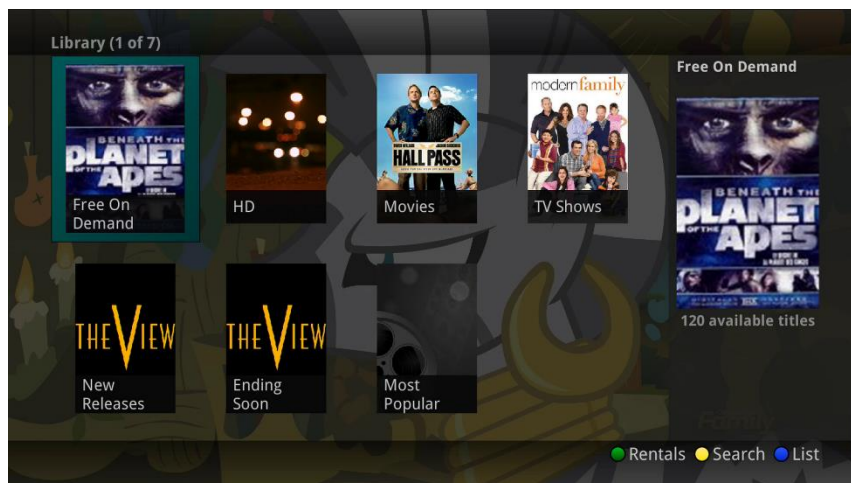 Library (1 of 7)
Free On Demand
BENEATH THE
PLANET
OF THE
APES
Free On
Demand
HD
HALL PASS
Movies
modern family
TV Shows
BENEATH THE
PLANET
OF THE
APES
120 available titles
THE VIEW
New
Releases
THE VIEW
Ending
Soon
Most
Popular
Family
Rentals
Search
List